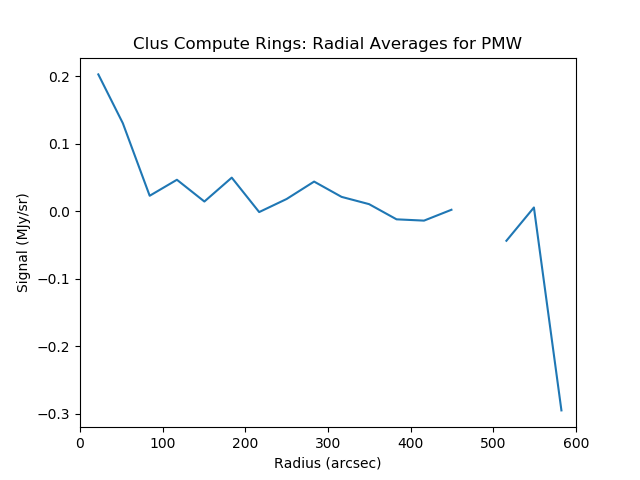 Clus Compute Rings: Radial Averages for PMW
Signal (MJy/sr)
0.2
0.1
0.0
−0.1
−0.2
−0.3
0 100 200 300 400 500 600
Radius (arcsec)